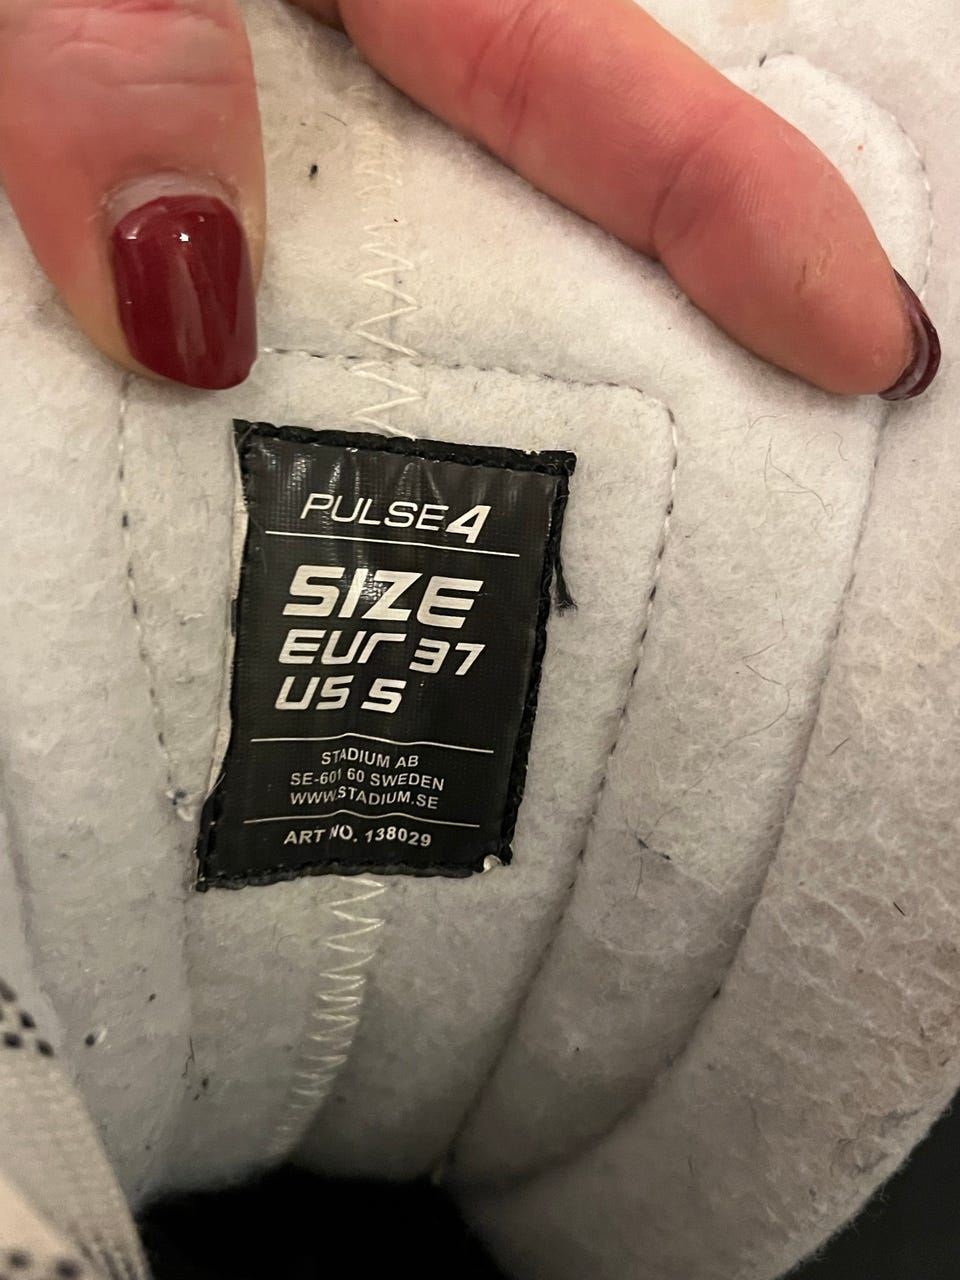 PULSE4
SIZE
EUR 37
US 5
STADIUM AB
SE-601 60 SWEDEN
WWW.STADIUM.SE
ART NO. 138029